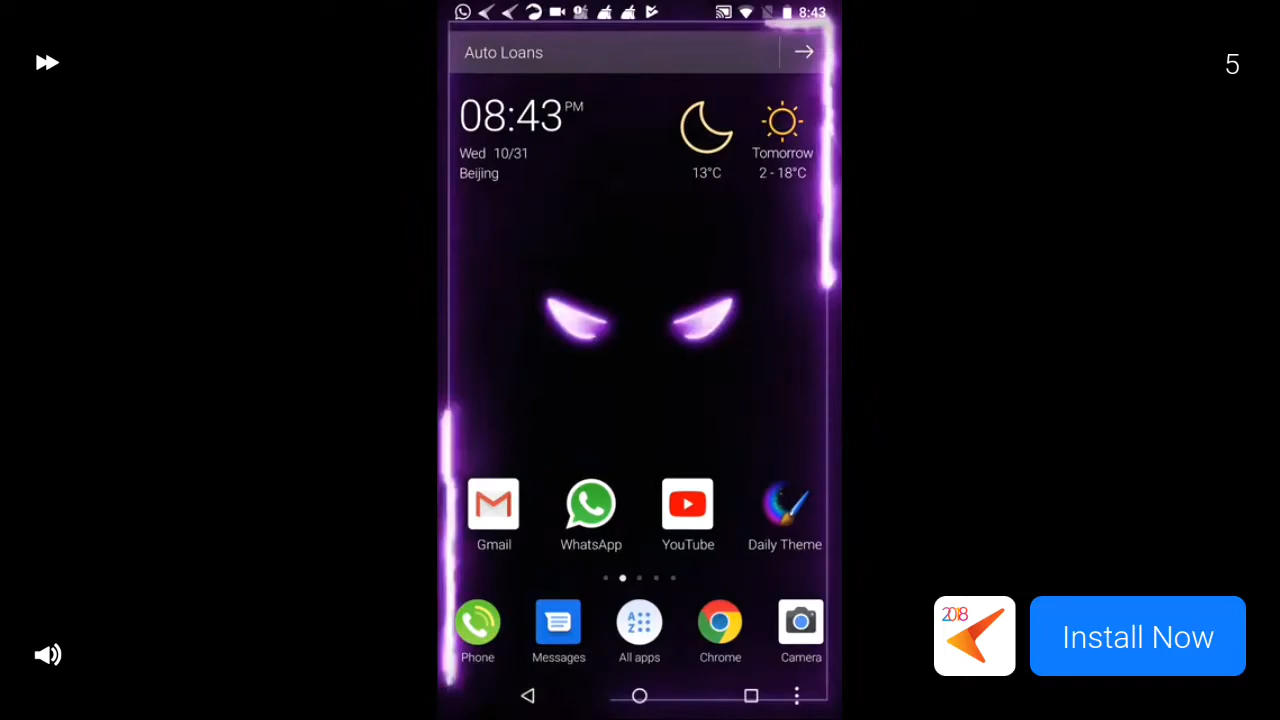 8:43
5
Auto Loans
08:43 PM
Wed 10/31
Beijing
13°C
Tomorrow
2 - 18°C
Gmail
WhatsApp
YouTube
Daily Theme
A
Z
Phone
Messages
All apps
Chrome
Camera
2018
Install Now